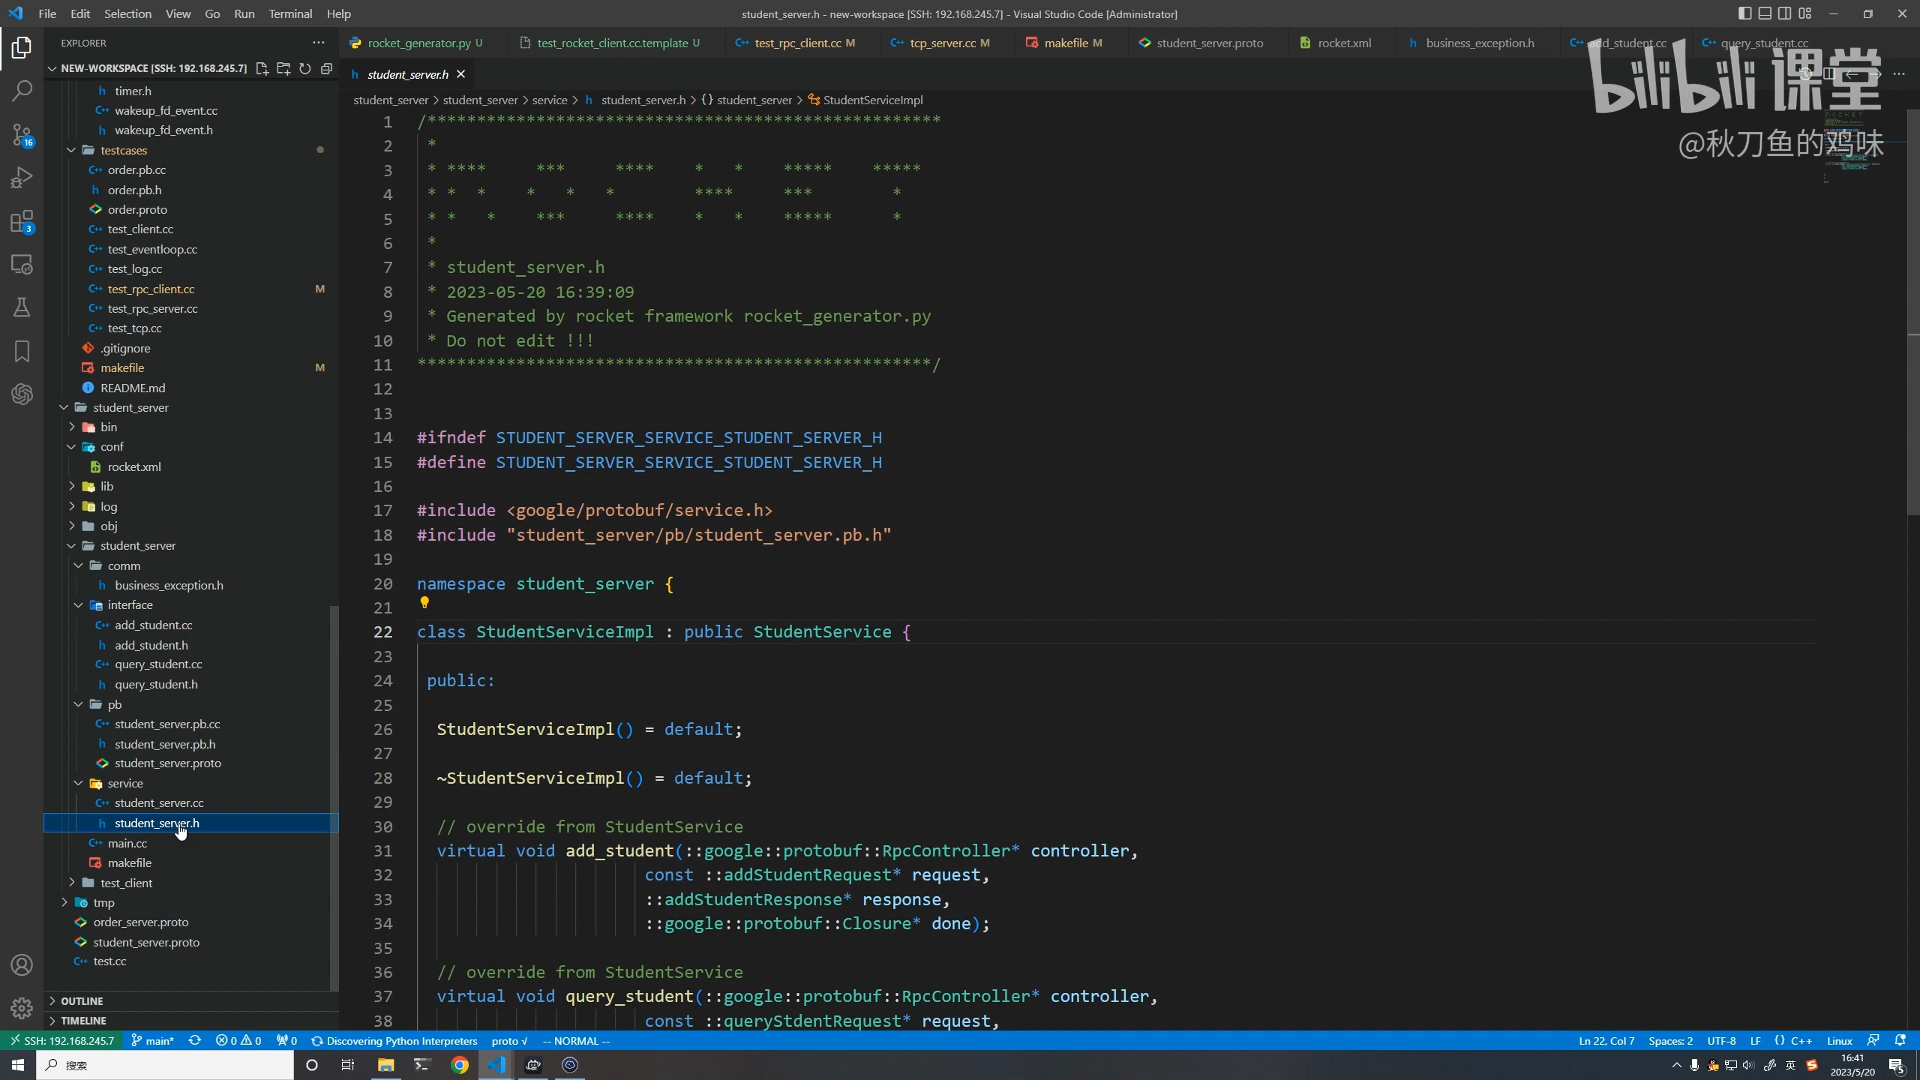 File Edit Selection View Go Run Terminal Help
student_server.h - new-workspace [SSH: 192.168.245.7] - Visual Studio Code [Administrator]
EXPLORER
rocket_generator.py U
test_rocket_client.cc.template U
test_rpc_client.cc M
tcp_server.cc M
makefile M
student_server.proto
rocket.xml
business_exception.h
add_student.cc
query_student.cc
NEW-WORKSPACE [SSH: 192.168.245.7]
student_server.h
student_server > student_server > service > h student_server.h > {} student_server > StudentServiceImpl
bilibili 课堂
@秋刀鱼的鸡味
timer.h
wakeup_fd_event.cc
wakeup_fd_event.h
testcases
order.pb.cc
order.pb.h
order.proto
test_client.cc
test_eventloop.cc
test_log.cc
test_rpc_client.cc M
test_rpc_server.cc
test_tcp.cc
.gitignore
makefile M
README.md
student_server
bin
conf
rocket.xml
lib
log
obj
student_server
comm
business_exception.h
interface
add_student.cc
add_student.h
query_student.cc
query_student.h
pb
student_server.pb.cc
student_server.pb.h
student_server.proto
service
student_server.cc
student_server.h
main.cc
makefile
test_client
tmp
order_server.proto
student_server.proto
test.cc
OUTLINE
TIMELINE
16
3
1 /****************************************************
2 *
3 * **** *** **** * * ***** *****
4 * * * * * * **** *** *
5 * * * *** **** * * ***** *
6 *
7 * student_server.h
8 * 2023-05-20 16:39:09
9 * Generated by rocket framework rocket_generator.py
10 * Do not edit !!!
11 ****************************************************/
12
13
14 #ifndef STUDENT_SERVER_SERVICE_STUDENT_SERVER_H
15 #define STUDENT_SERVER_SERVICE_STUDENT_SERVER_H
16
17 #include <google/protobuf/service.h>
18 #include "student_server/pb/student_server.pb.h"
19
20 namespace student_server {
21
22 class StudentServiceImpl : public StudentService {
23
24 public:
25
26 StudentServiceImpl() = default;
27
28 ~StudentServiceImpl() = default;
29
30 // override from StudentService
31 virtual void add_student(::google::protobuf::RpcController* controller,
32 const ::addStudentRequest* request,
33 ::addStudentResponse* response,
34 ::google::protobuf::Closure* done);
35
36 // override from StudentService
37 virtual void query_student(::google::protobuf::RpcController* controller,
38 const ::queryStdentRequest* request,
SSH: 192.168.245.7 main* 0 0 0 Discovering Python Interpreters proto √ -- NORMAL --
Ln 22, Col 7 Spaces: 2 UTF-8 LF {} C++ Linux
搜索
英
16:41
2023/5/20
5